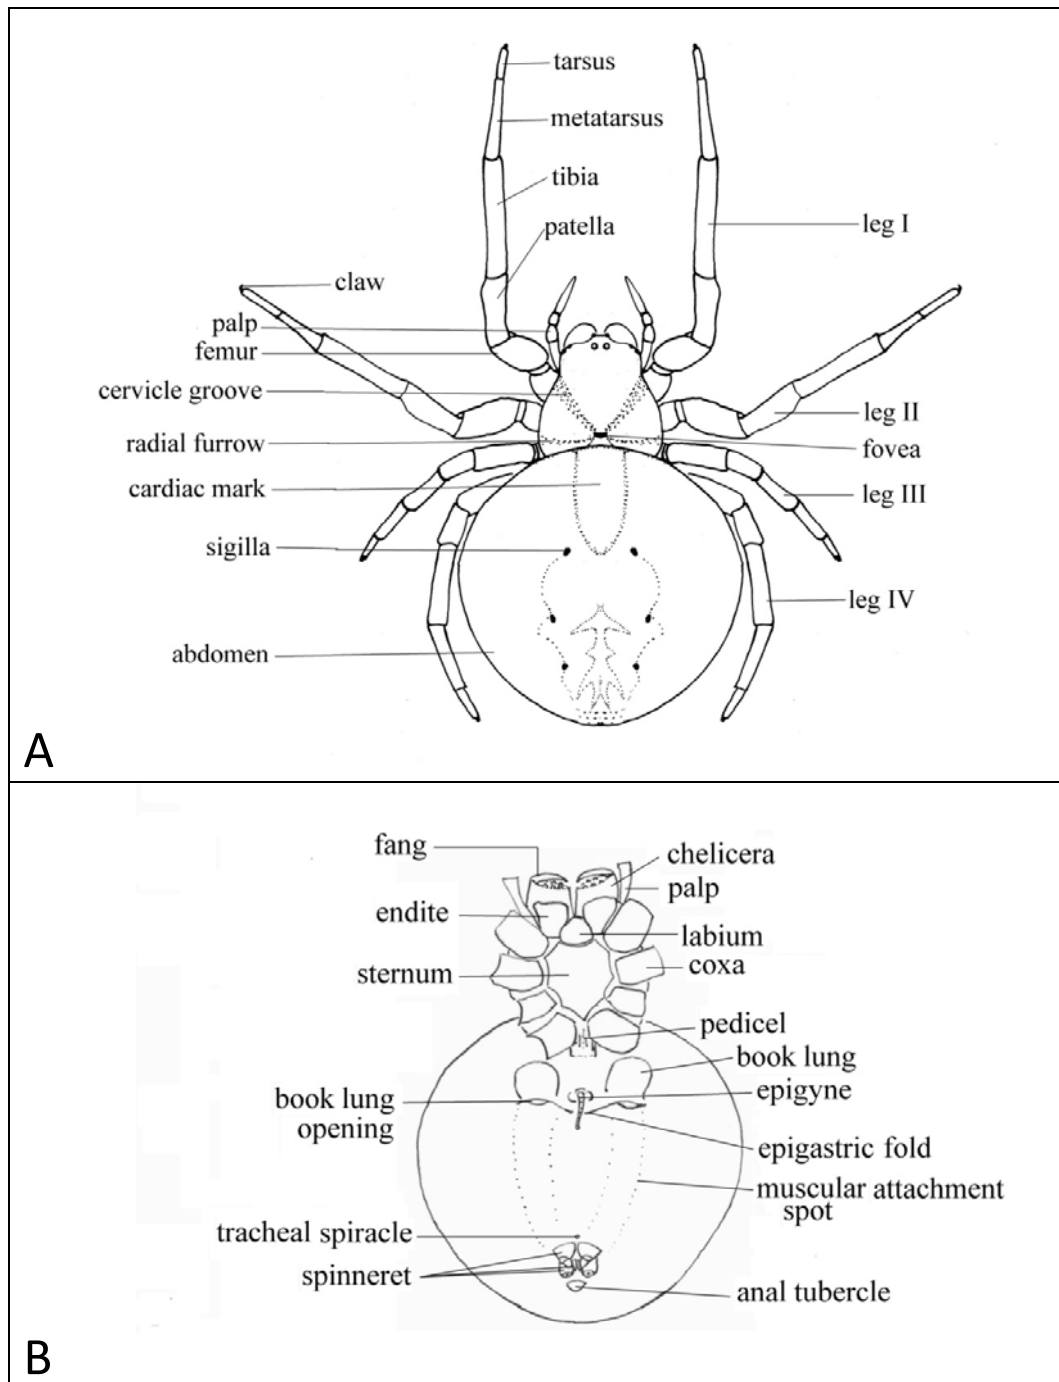 tarsus
metatarsus
tibia
patella
leg I
claw
palp
femur
cervicle groove
leg II
radial furrow
fovea
cardiac mark
leg III
sigilla
leg IV
abdomen
A
fang
chelicera
palp
endite
labium
sternum
coxa
pedicel
book lung
epigyne
book lung
opening
epigastric fold
muscular attachment
spot
tracheal spiracle
spinneret
anal tubercle
B